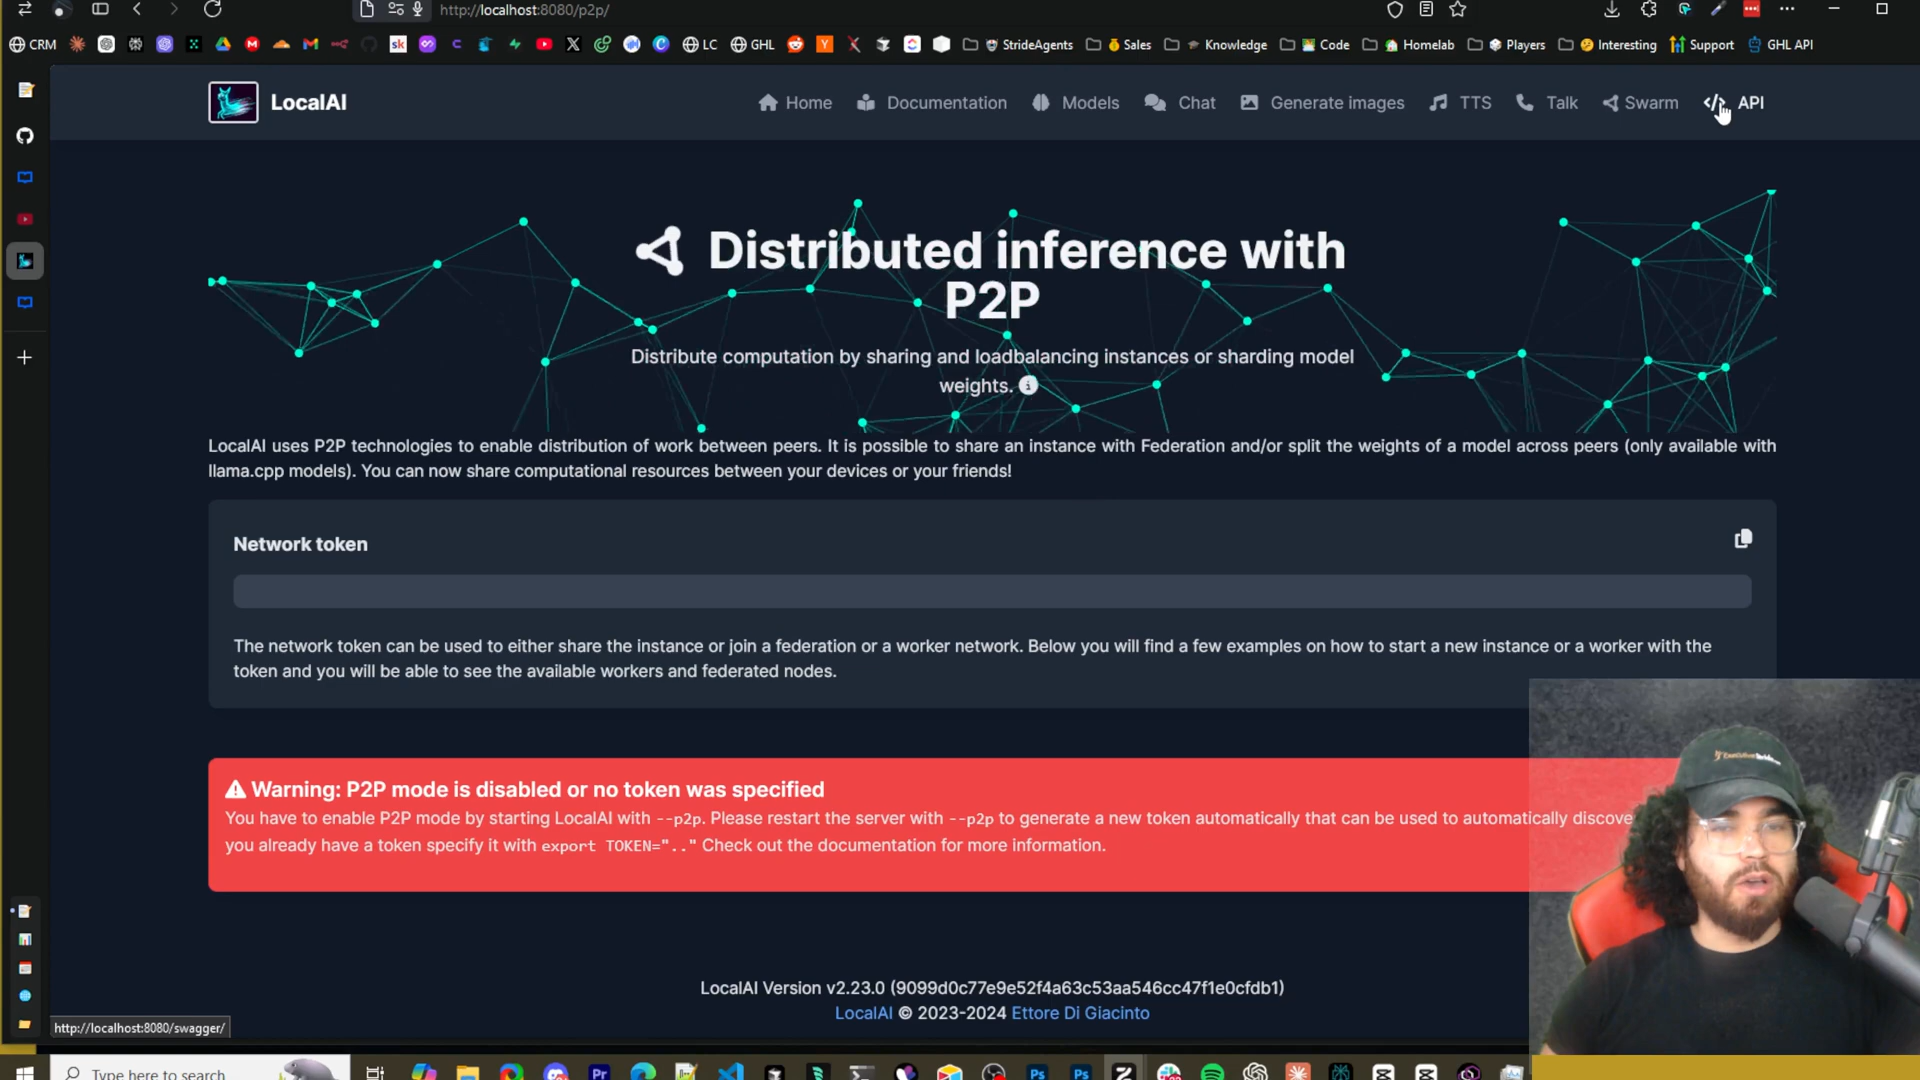 http://localhost:8080/p2p/
CRM
sk
LC
GHL
StrideAgents
Sales
Knowledge
Code
Homelab
Players
Interesting
Support
GHL API
LocalAI
Home
Documentation
Models
Chat
Generate images
TTS
Talk
Swarm
API
Distributed inference with
P2P
Distribute computation by sharing and loadbalancing instances or sharding model
weights.
LocalAI uses P2P technologies to enable distribution of work between peers. It is possible to share an instance with Federation and/or split the weights of a model across peers (only available with
llama.cpp models). You can now share computational resources between your devices or your friends!
Network token
The network token can be used to either share the instance or join a federation or a worker network. Below you will find a few examples on how to start a new instance or a worker with the
token and you will be able to see the available workers and federated nodes.
Warning: P2P mode is disabled or no token was specified
You have to enable P2P mode by starting LocalAI with --p2p. Please restart the server with --p2p to generate a new token automatically that can be used to automatically discove
you already have a token specify it with export TOKEN=".." Check out the documentation for more information.
LocalAI Version v2.23.0 (9099d0c77e9e52f4a63c53aa546cc47f1e0cfdb1)
LocalAI © 2023-2024 Ettore Di Giacinto
http://localhost:8080/swagger/
Type here to search